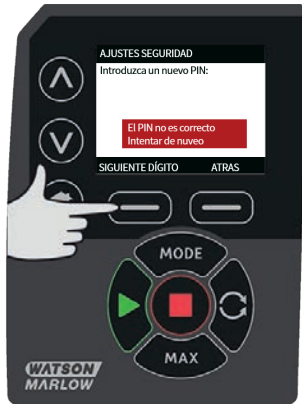 AJUSTES SEGURIDAD
Introduzca un nuevo PIN:
El PIN no es correcto
Intentar de nuveo
SIGUIENTE DÍGITO ATRAS
MODE
MAX
WATSON
MARLOW